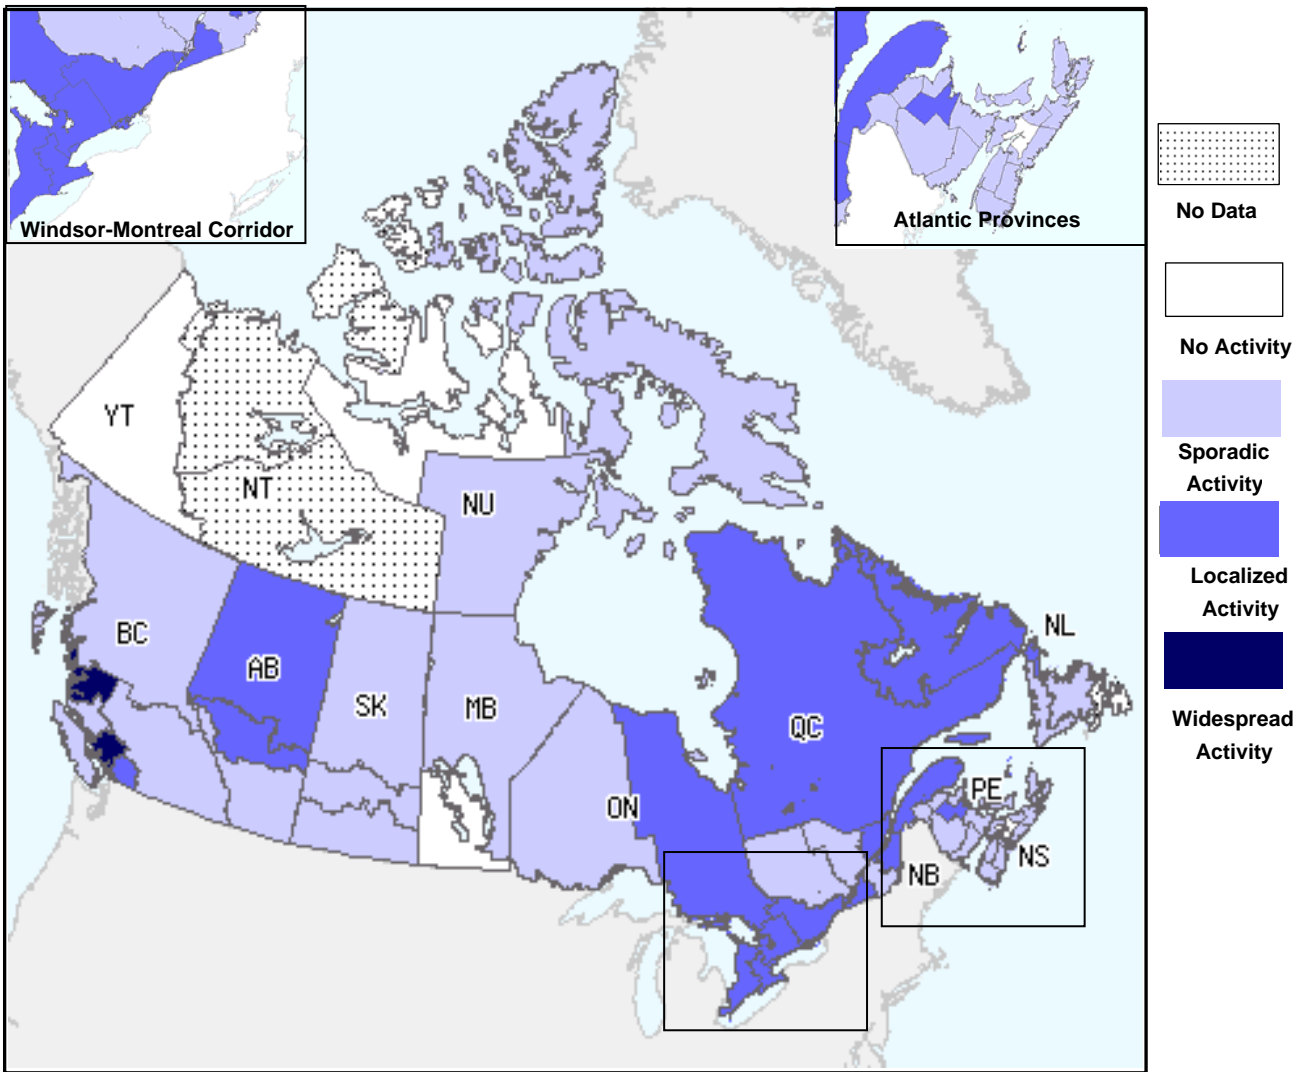 Windsor-Montreal Corridor
Atlantic Provinces
No Data
No Activity
Sporadic
Activity
Localized
Activity
Widespread
Activity
YT
NT
NU
BC
AB
SK
MB
ON
QC
NL
PE
NB
NS